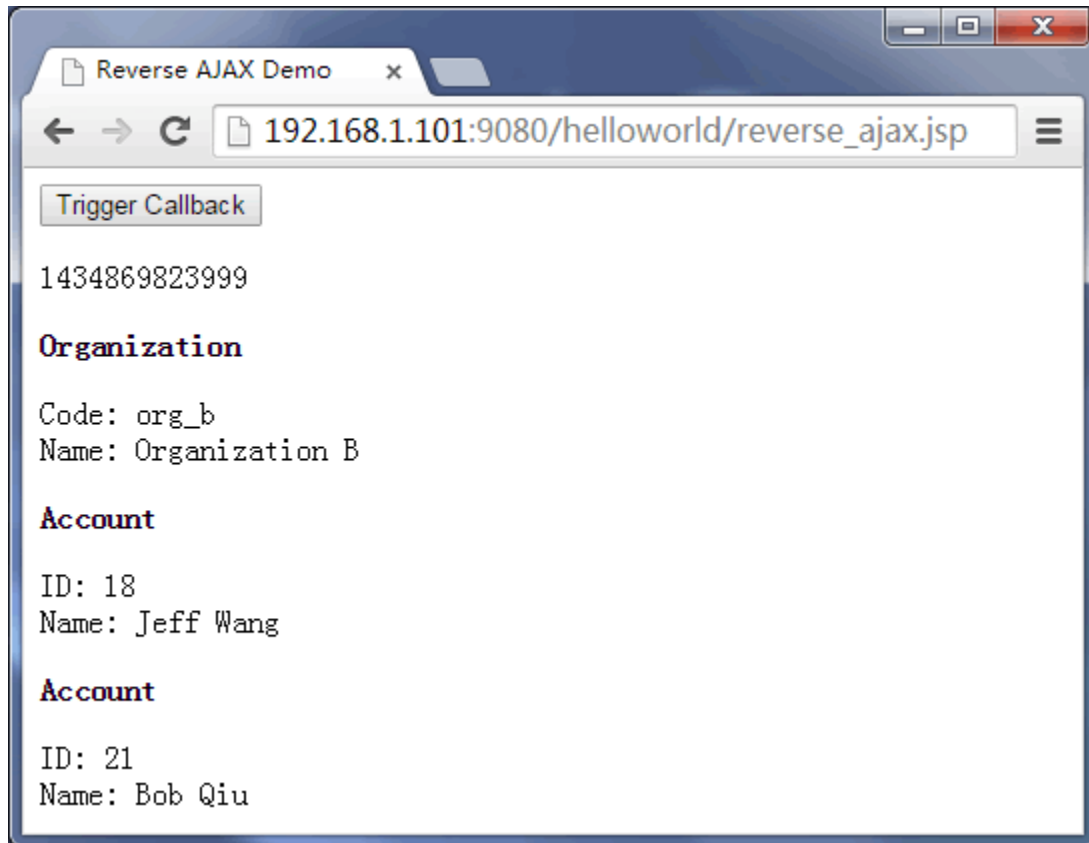 Reverse AJAX Demo
192.168.1.101:9080/helloworld/reverse_ajax.jsp
Trigger Callback
1434869823999
Organization
Code: org_b
Name: Organization B
Account
ID: 18
Name: Jeff Wang
Account
ID: 21
Name: Bob Qiu